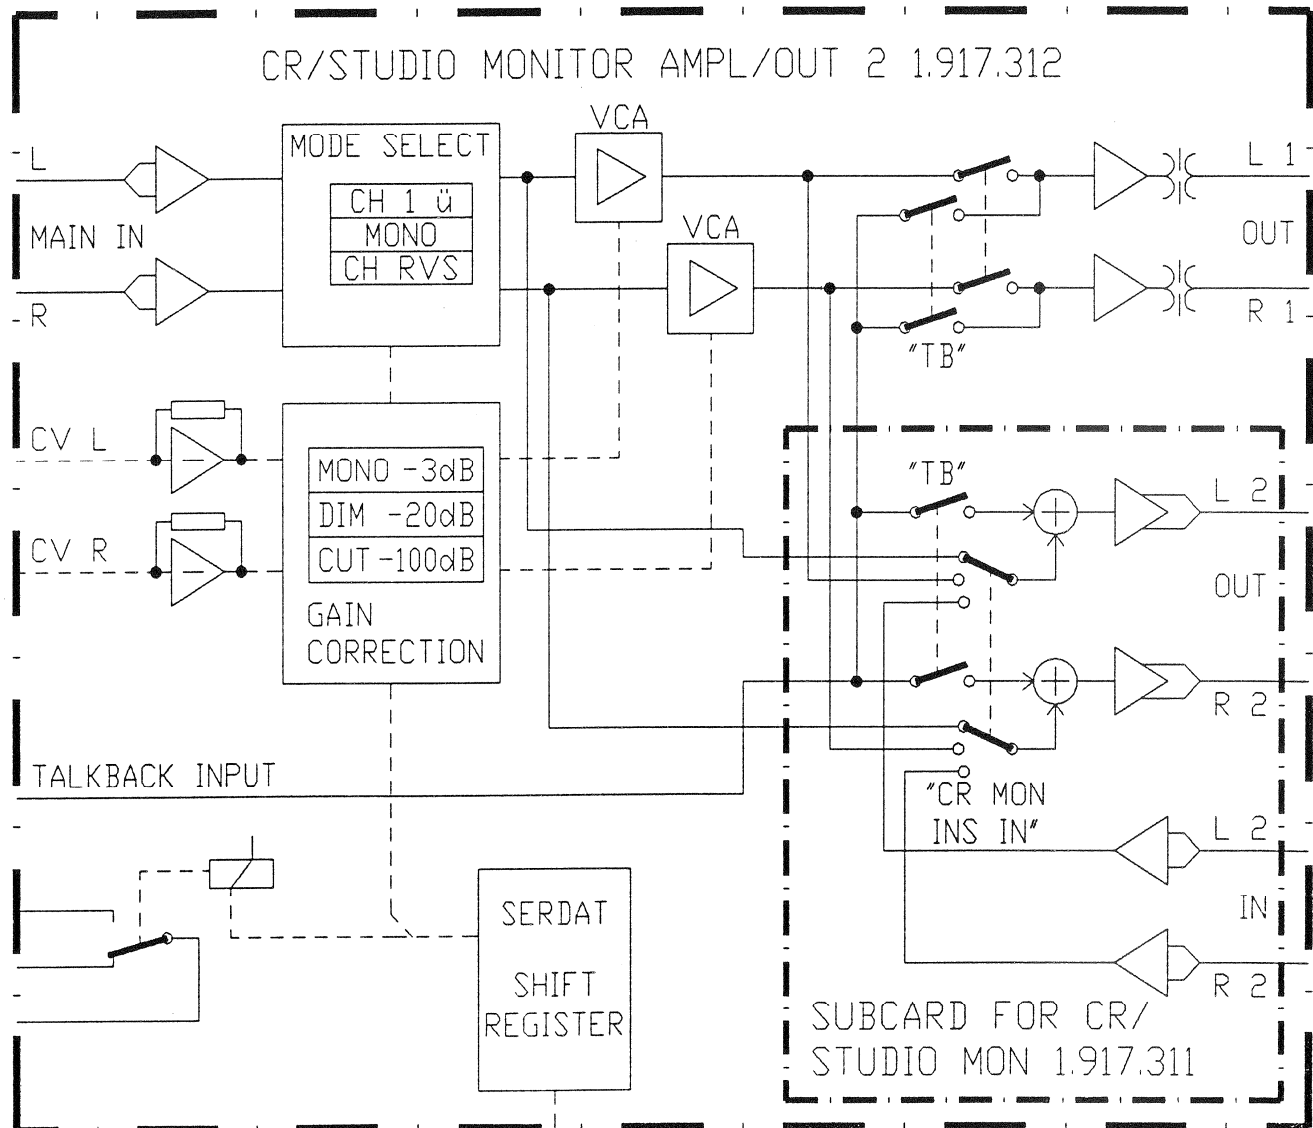 CR/STUDIO MONITOR AMPL/OUT 2 1.917.312
VCA
L
MODE SELECT
L 1
CH 1 ü
MAIN IN
MONO
VCA
OUT
CH RVS
R
R 1
"TB"
CV L
MONO -3dB
"TB"
L 2
DIM -20dB
CV R
CUT -100dB
OUT
GAIN
CORRECTION
R 2
TALKBACK INPUT
"CR MON
INS IN"
L 2
SERDAT
IN
SHIFT
REGISTER
R 2
SUBCARD FOR CR/
STUDIO MON 1.917.311